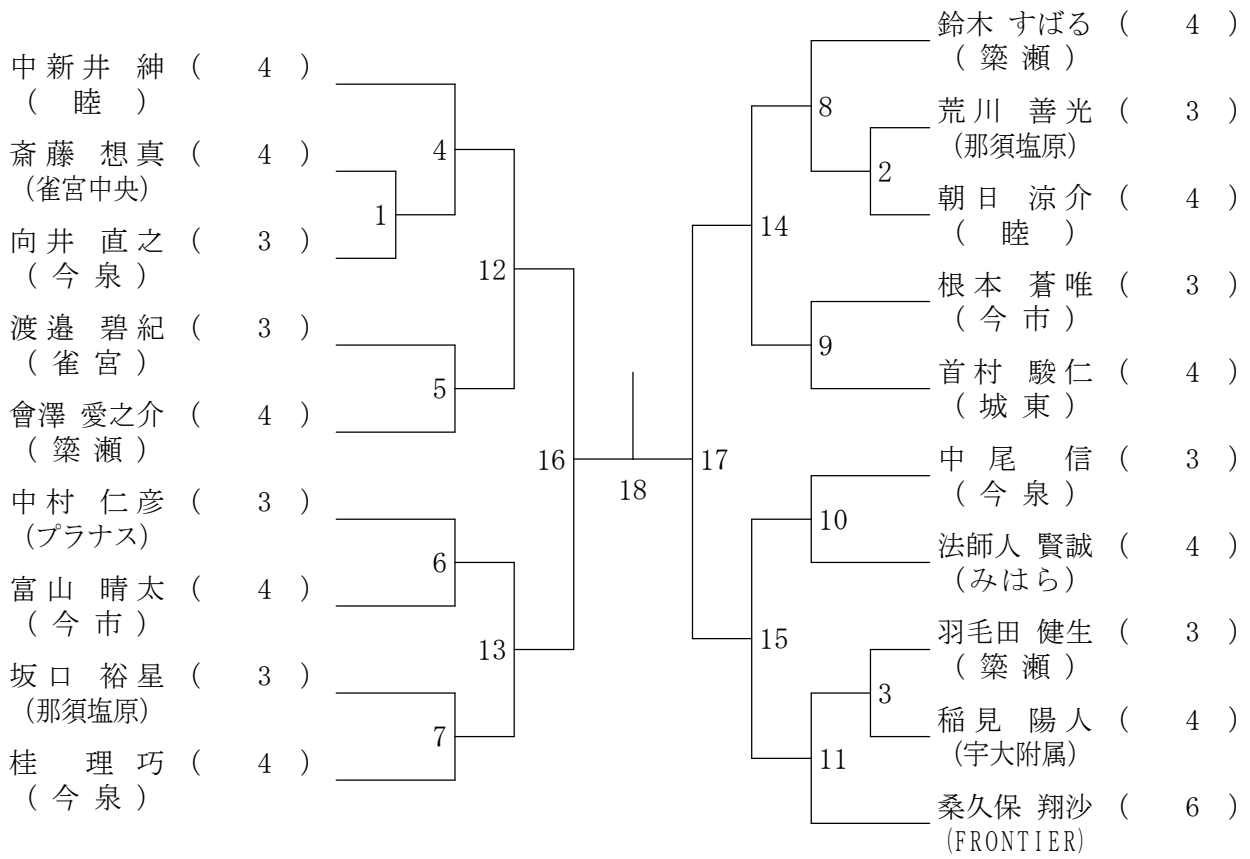 中新井 紳 ( 4 )
( 睦 )
斎藤 想真 ( 4 )
(雀宮中央)
向井 直之 ( 3 )
( 今泉 )
渡邉 碧紀 ( 3 )
( 雀宮 )
會澤 愛之介 ( 4 )
( 簗瀬 )
中村 仁彦 ( 3 )
(プラナス)
富山 晴太 ( 4 )
( 今市 )
坂口 裕星 ( 3 )
(那須塩原)
桂 理巧 ( 4 )
( 今泉 )
1
4
5
6
7
12
13
16
18
17
14
15
8
2
9
10
3
11
鈴木 すばる ( 4 )
( 簗瀬 )
荒川 善光 ( 3 )
(那須塩原)
朝日 涼介 ( 4 )
( 睦 )
根本 蒼唯 ( 3 )
( 今市 )
首村 駿仁 ( 4 )
( 城東 )
中尾 信 ( 3 )
( 今泉 )
法師人 賢誠 ( 4 )
(みはら)
羽毛田 健生 ( 3 )
( 簗瀬 )
稲見 陽人 ( 4 )
(宇大附属)
桑久保 翔沙 ( 6 )
(FRONTIER)